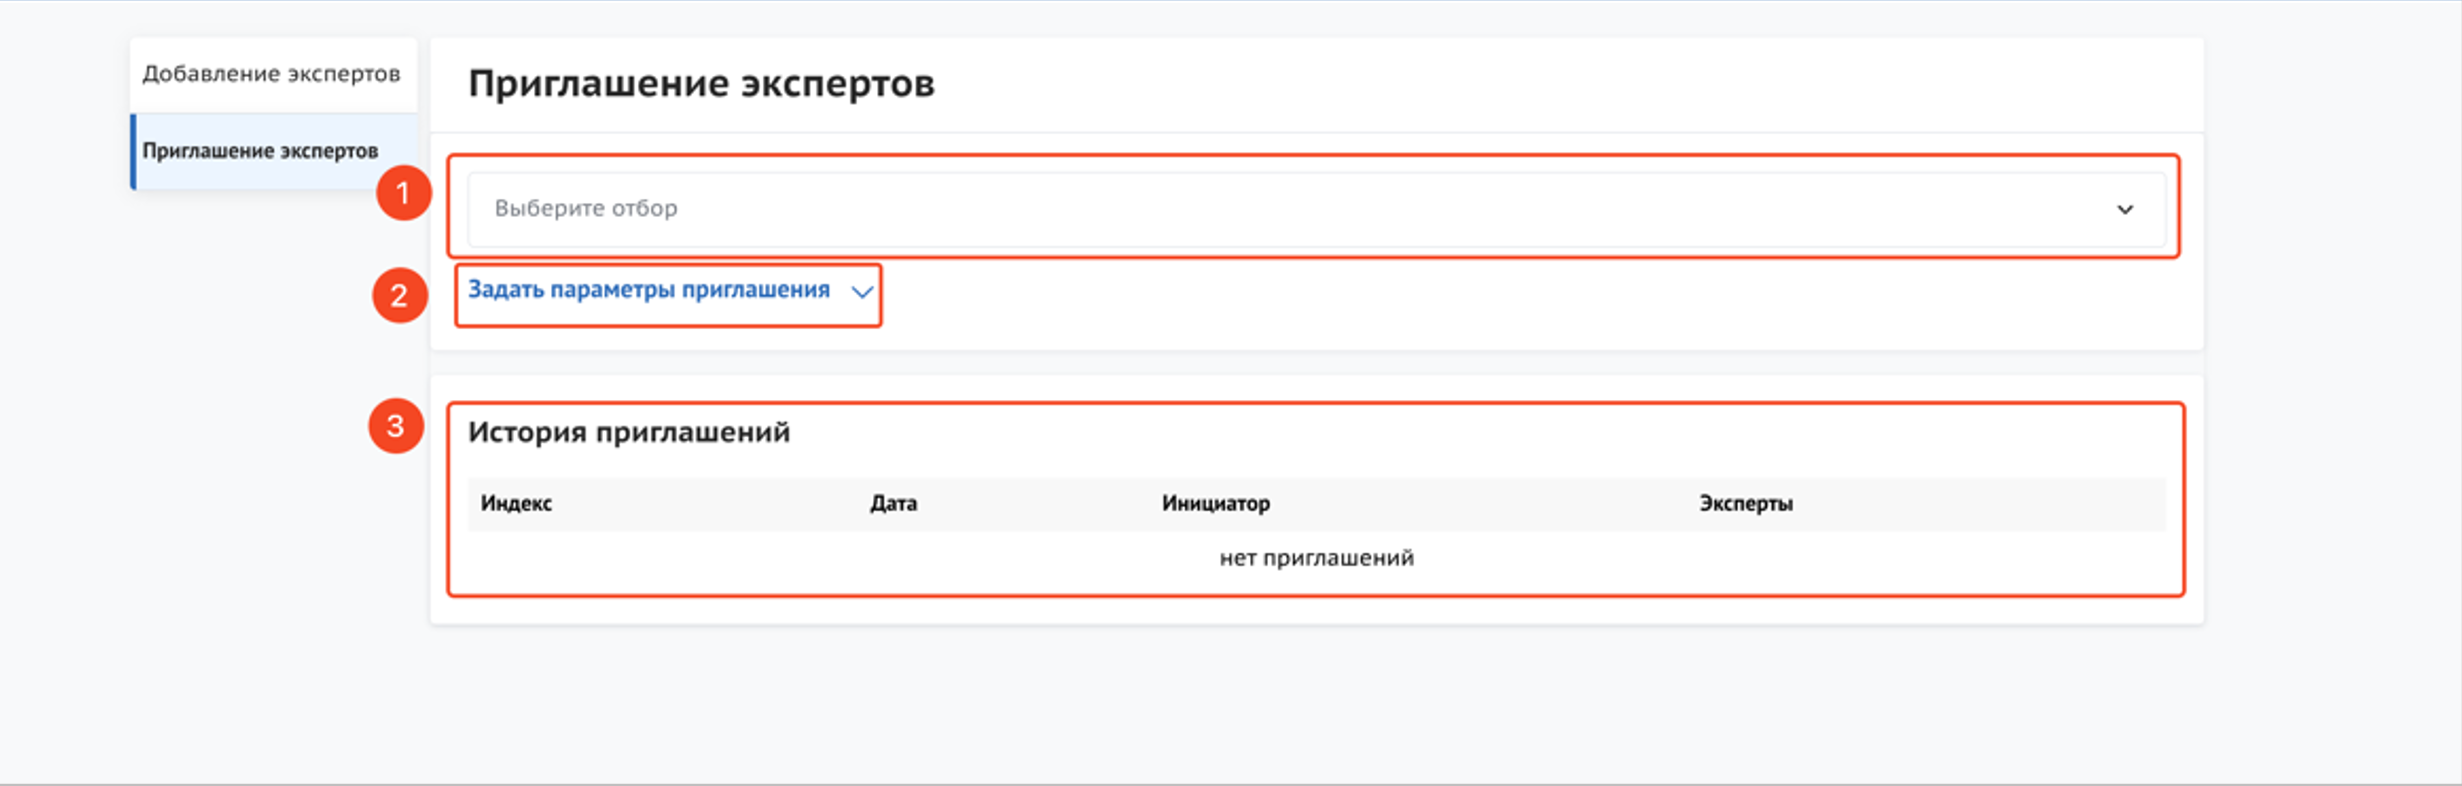 Добавление экспертов
Приглашение экспертов
Приглашение экспертов
1
Выберите отбор
2
Задать параметры приглашения
3
История приглашений
Индекс Дата Инициатор Эксперты
нет приглашений